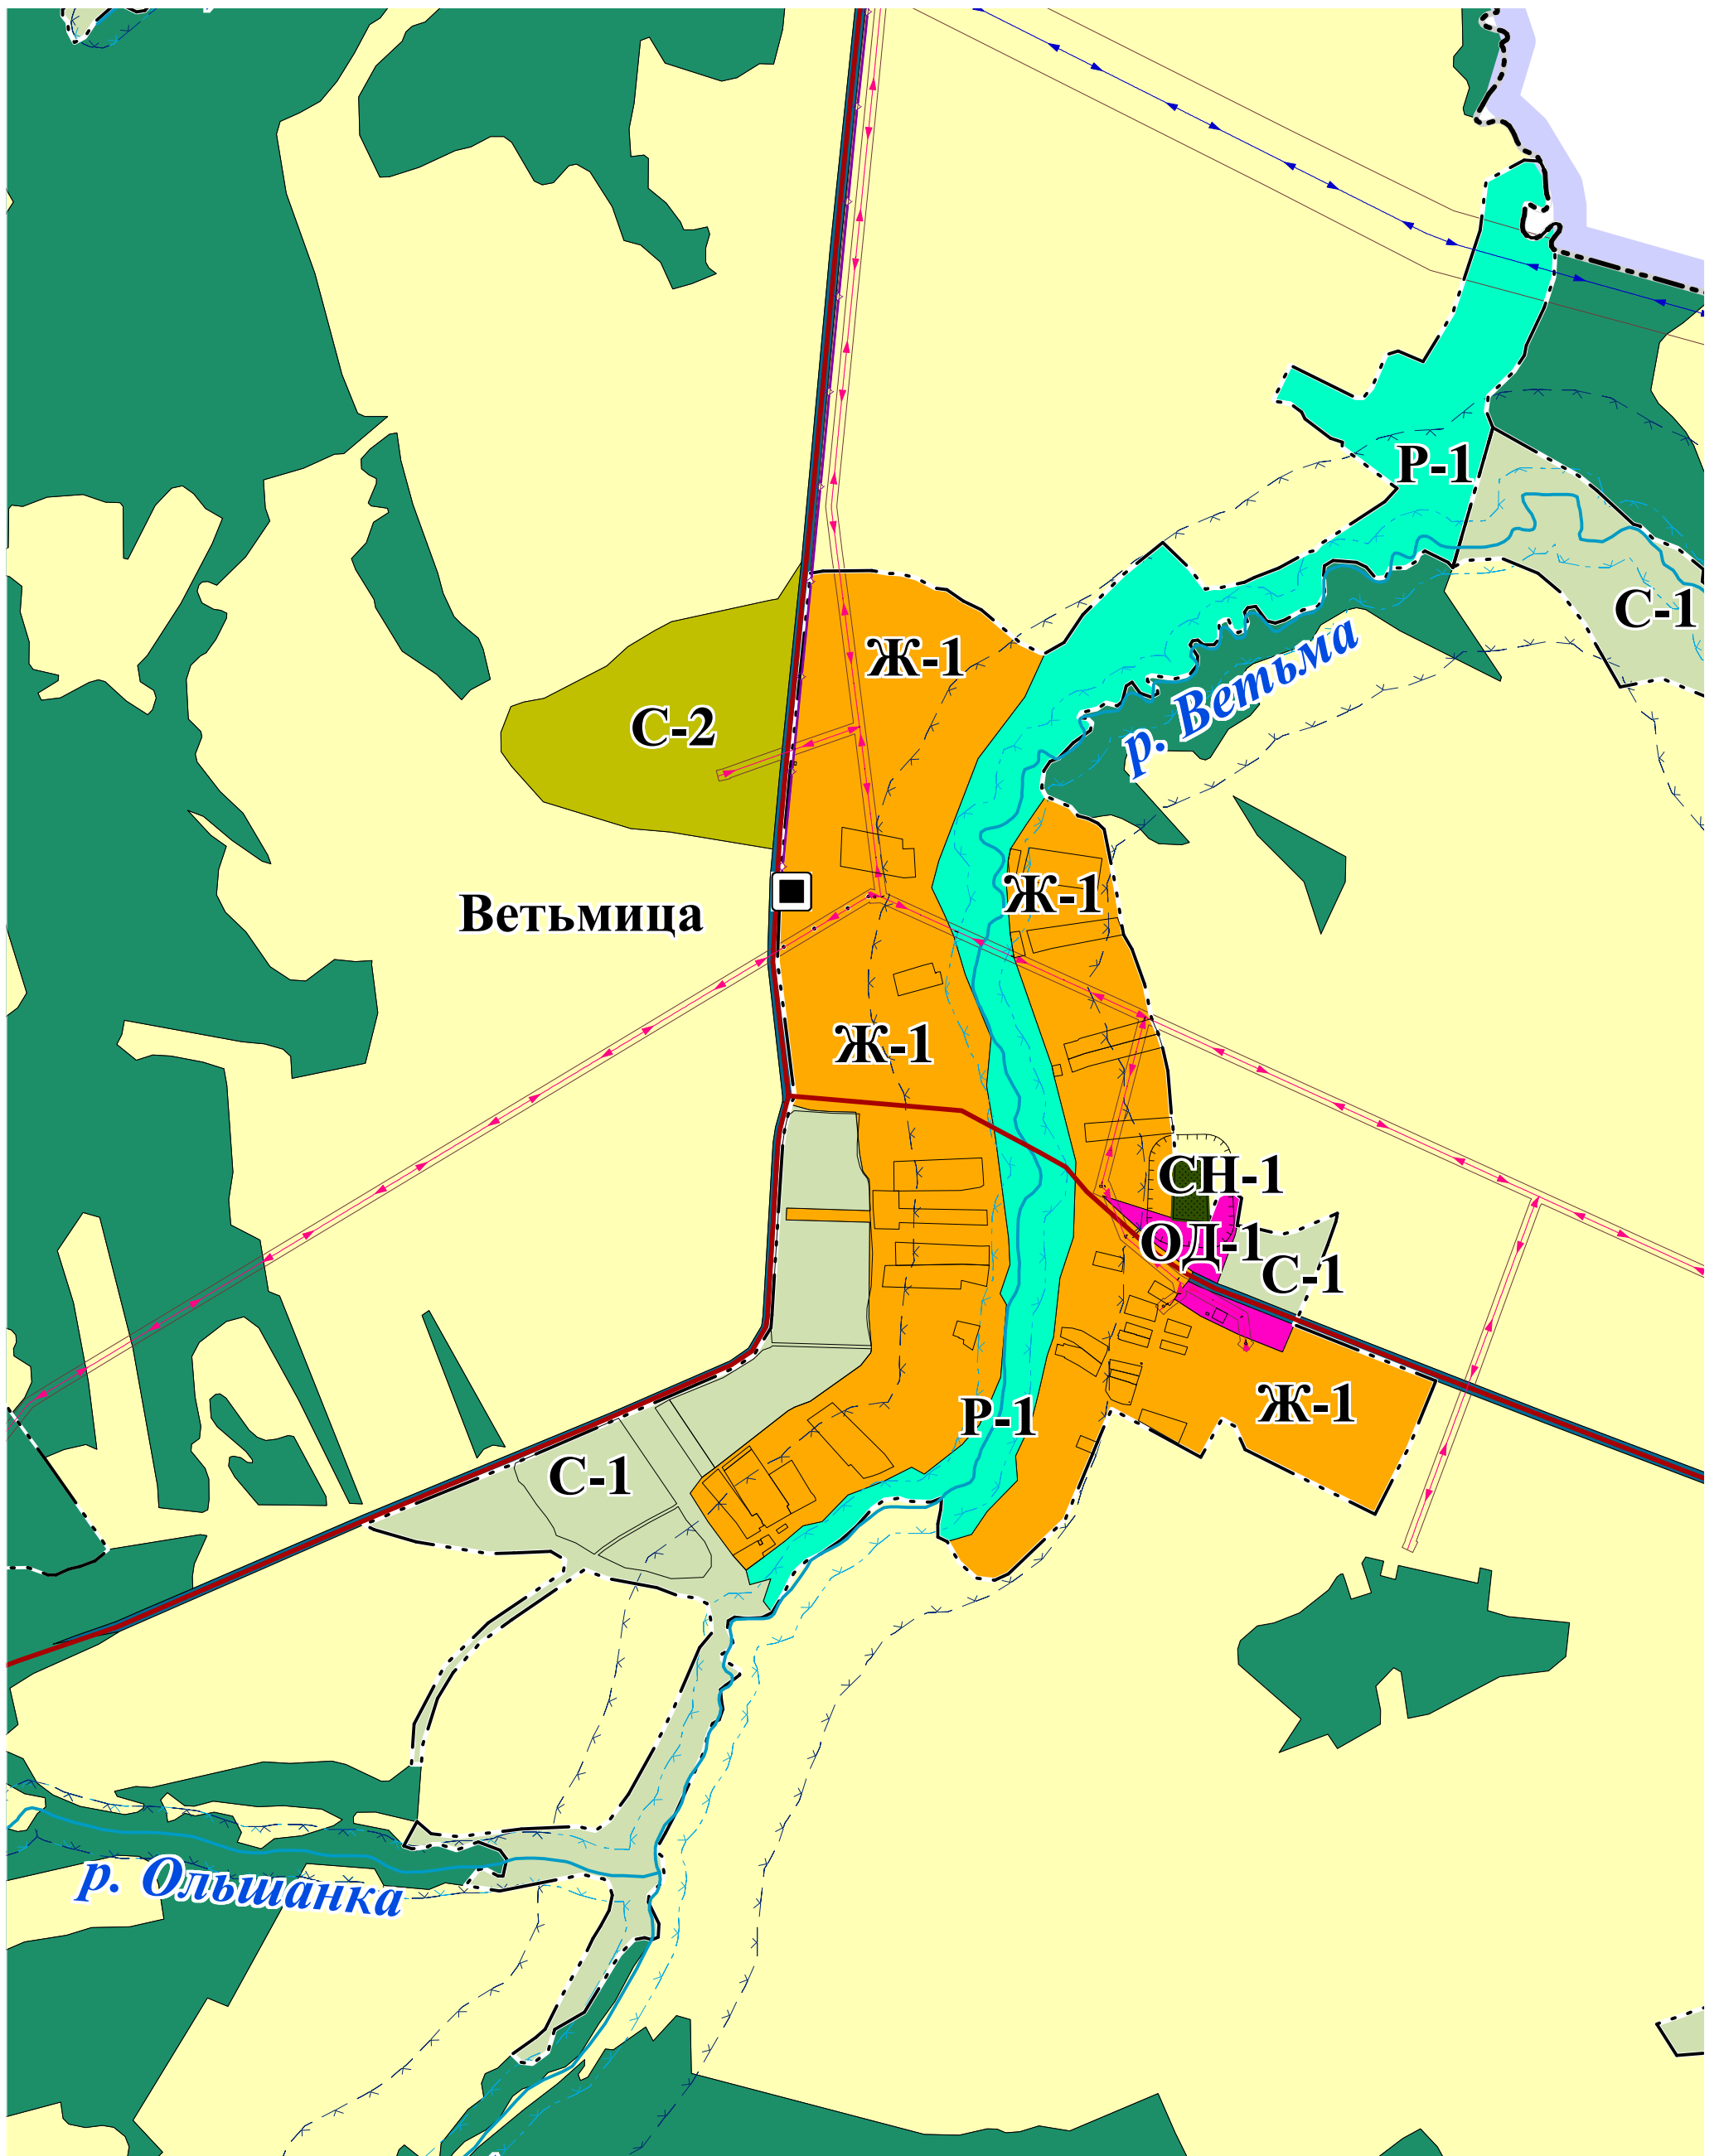 Р-1
С-1
р. Ветьма
Ж-1
С-2
Ж-1
Ветьмица
Ж-1
СН-1
ОД-1
С-1
Ж-1
Р-1
С-1
р. Ольшанка